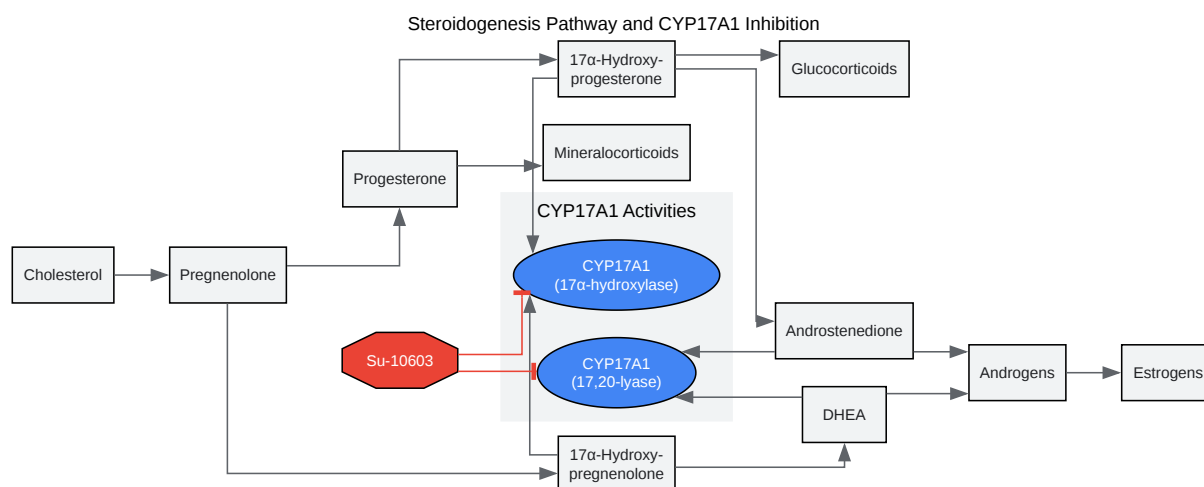 Steroidogenesis Pathway and CYP17A1 Inhibition
17α-Hydroxy-
progesterone
Glucocorticoids
Mineralocorticoids
Progesterone
CYP17A1 Activities
Cholesterol
Pregnenolone
CYP17A1
(17α-hydroxylase)
Androstenedione
Su-10603
CYP17A1
(17,20-lyase)
Androgens
Estrogens
DHEA
17α-Hydroxy-
pregnenolone